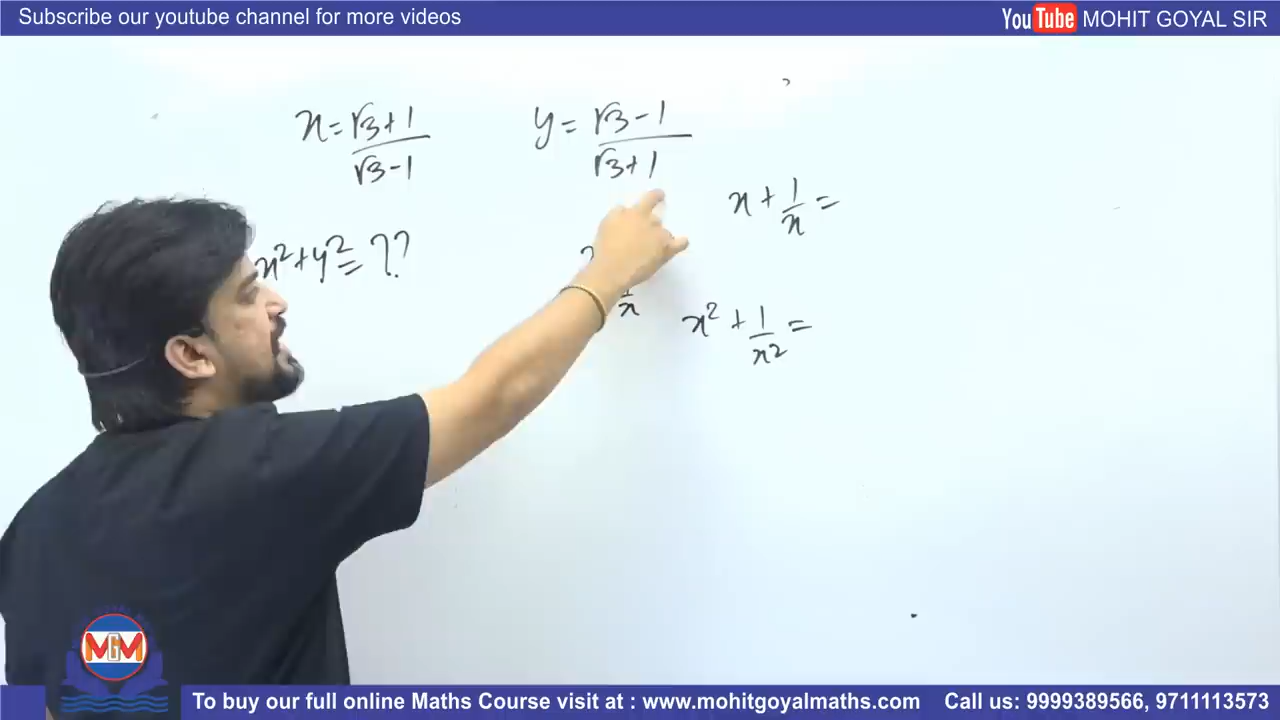 Subscribe our youtube channel for more videos
YouTube MOHIT GOYAL SIR
x = √3+1 / √3-1
y = √3-1 / √3+1
x + 1/x =
x²+y² = ??
1/x
x² + 1/x² =
MGM
To buy our full online Maths Course visit at : www.mohitgoyalmaths.com Call us: 9999389566, 9711113573